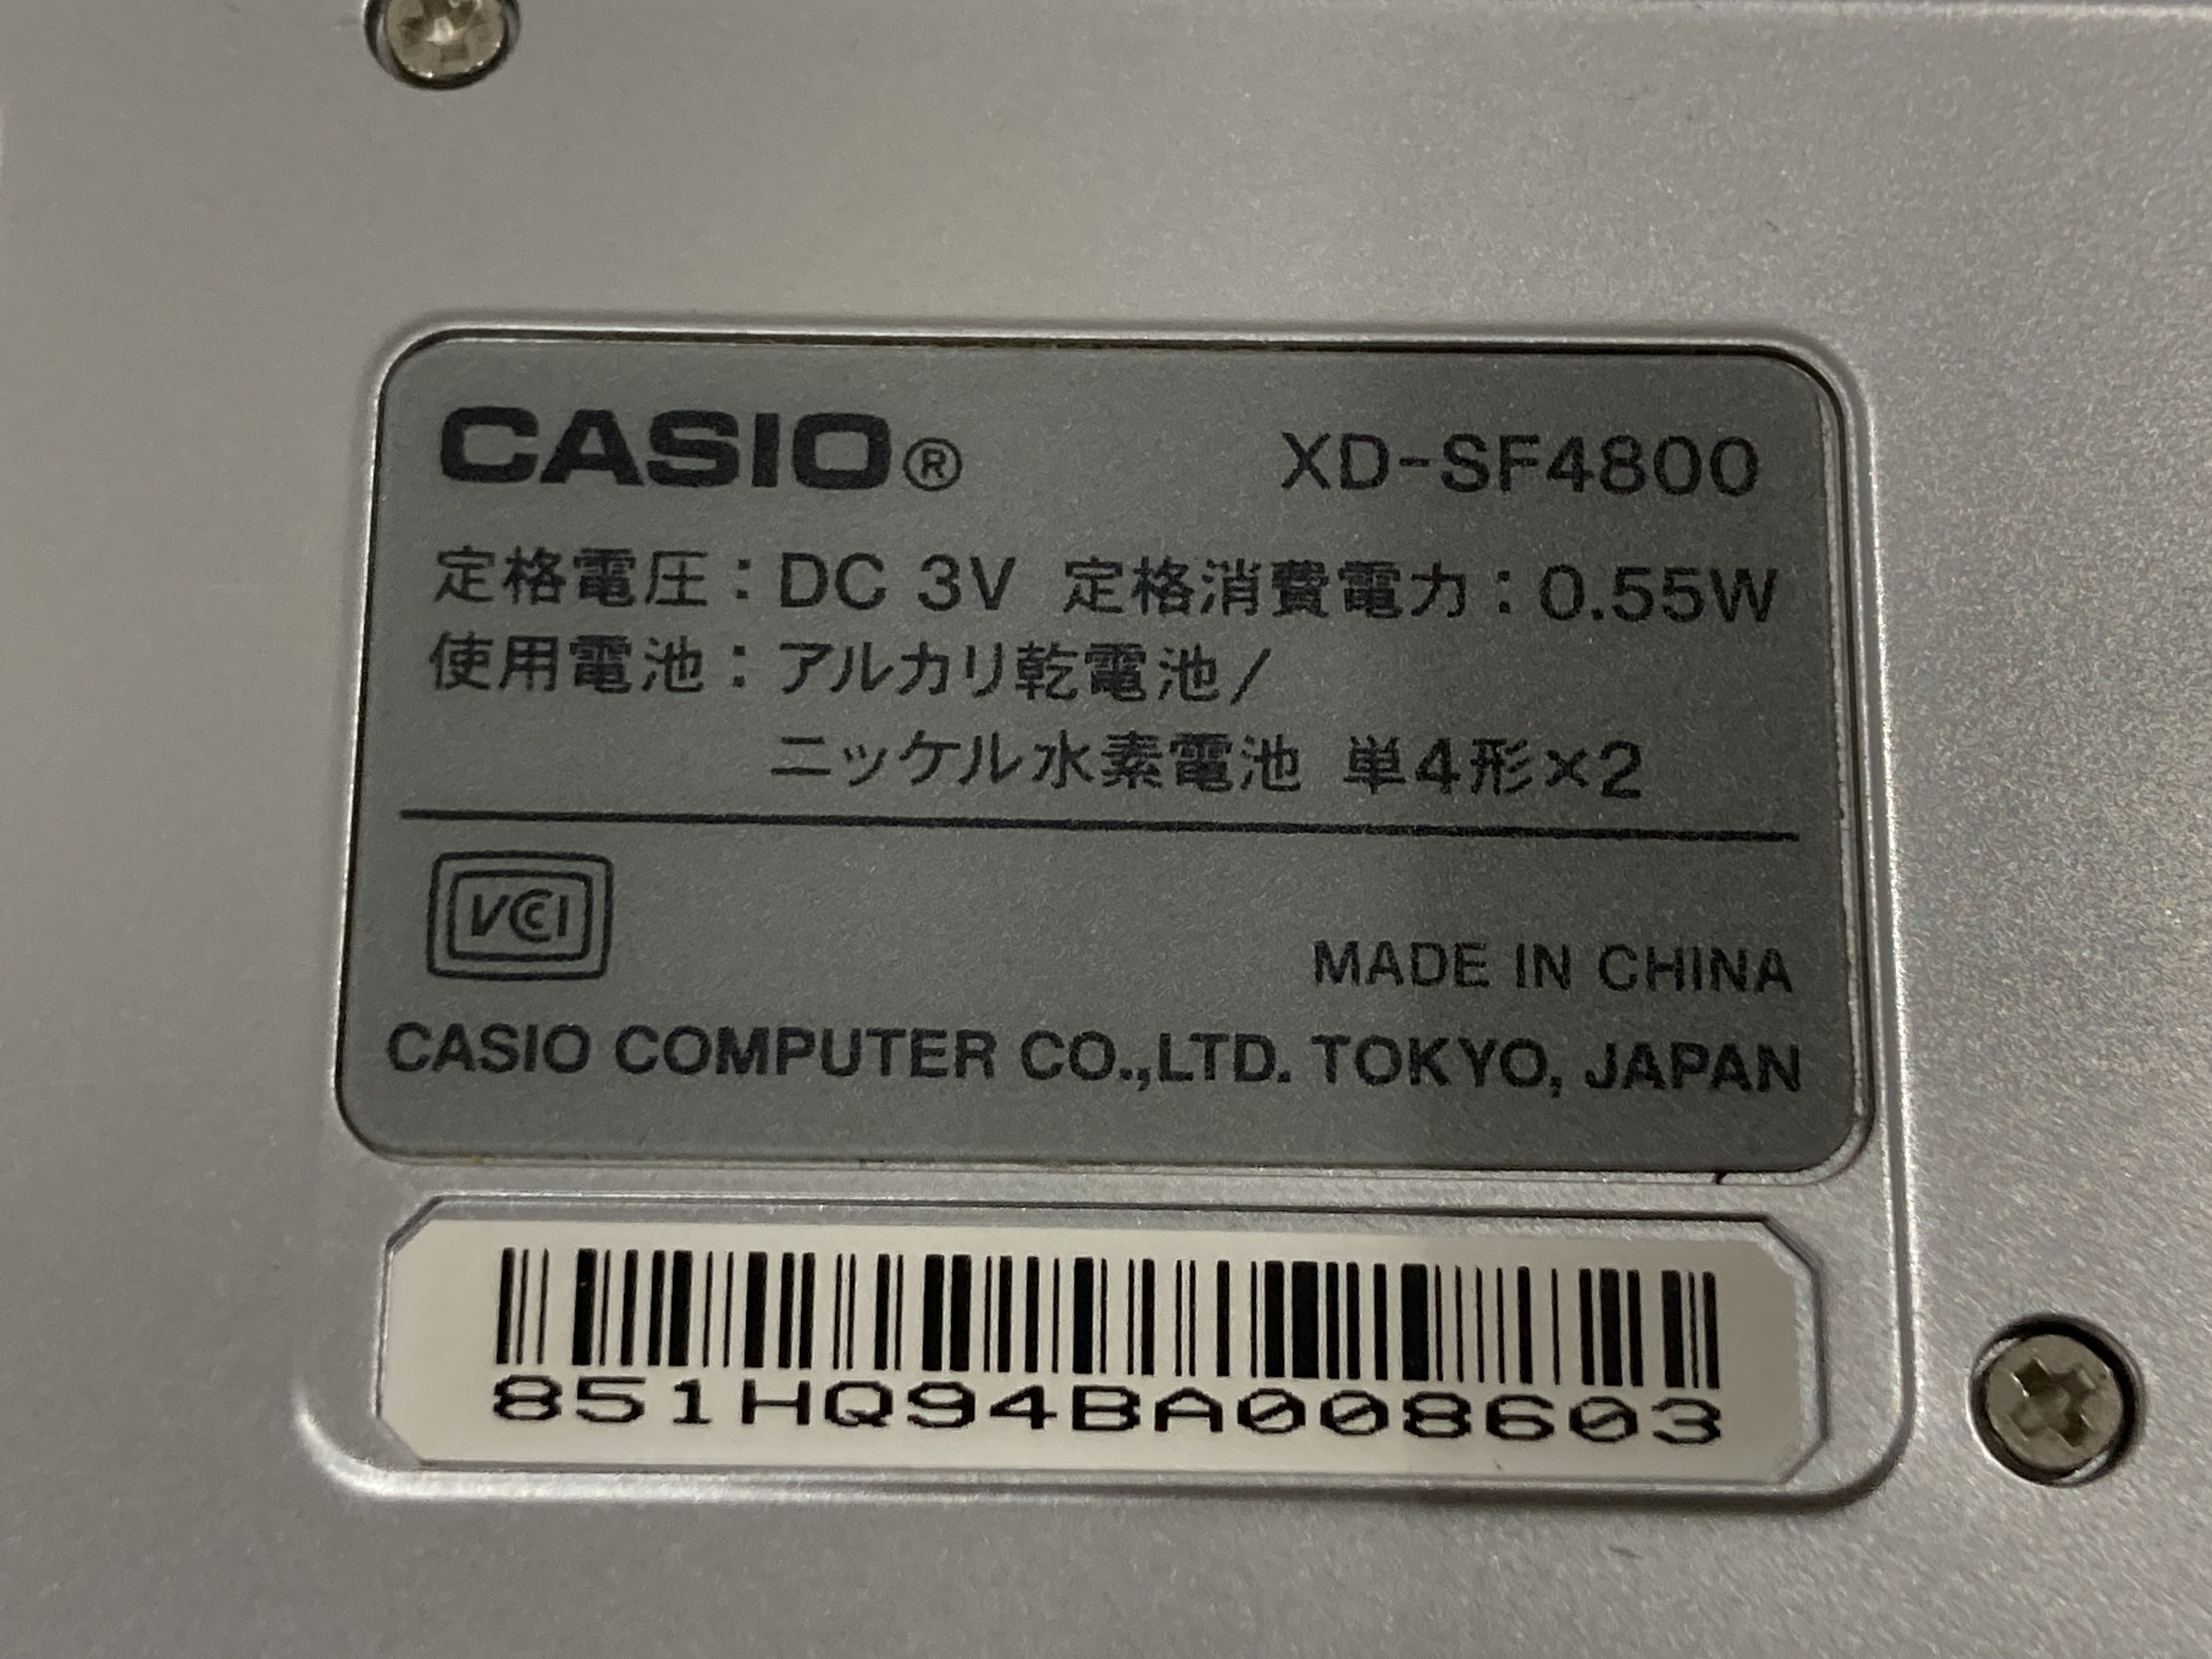 CASIO® XD-SF4800
定格電圧：DC 3V 定格消費電力：0.55W
使用電池：アルカリ乾電池/
ニッケル水素電池 単4形×2
VCCI
MADE IN CHINA
CASIO COMPUTER CO.,LTD. TOKYO, JAPAN
851HQ94BA008603